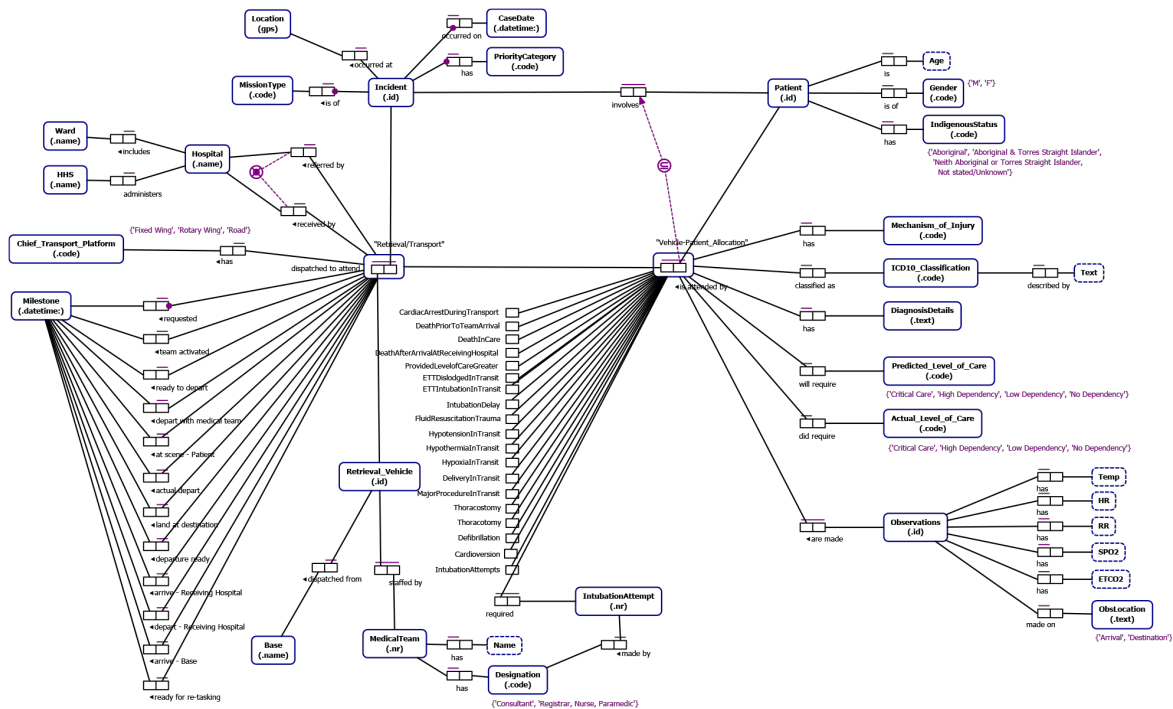 Location
(gps)
CaseDate
(.datetime:)
occurred on
◄occurred at
PriorityCategory
(.code)
has
MissionType
(.code)
◄is of
Incident
(.id)
involves
Patient
(.id)
is
Age
is of
Gender
(.code)
{'M', 'F'}
has
IndigenousStatus
(.code)
{'Aboriginal', 'Aboriginal & Torres Straight Islander',
'Neith Aboriginal or Torres Straight Islander,
Not stated/Unknown'}
Ward
(.name)
◄includes
HHS
(.name)
administers
Hospital
(.name)
◄referred by
◄received by
{'Fixed Wing', 'Rotary Wing', 'Road'}
Chief_Transport_Platform
(.code)
◄has
"Retrieval/Transport"
dispatched to attend
"Vehicle-Patient_Allocation"
◄is attended by
has
Mechanism_of_Injury
(.code)
classified as
ICD10_Classification
(.code)
described by
Text
has
DiagnosisDetails
(.text)
will require
Predicted_Level_of_Care
(.code)
{'Critical Care', 'High Dependency', 'Low Dependency', 'No Dependency'}
did require
Actual_Level_of_Care
(.code)
{'Critical Care', 'High Dependency', 'Low Dependency', 'No Dependency'}
Milestone
(.datetime:)
◄requested
◄team activated
◄ready to depart
◄depart with medical team
◄at scene - Patient
◄actual depart
◄land at destination
◄departure ready
◄arrive - Receiving Hospital
◄depart - Receiving Hospital
◄arrive - Base
◄ready for re-tasking
CardiacArrestDuringTransport
DeathPriorToTeamArrival
DeathInCare
DeathAfterArrivalAtReceivingHospital
ProvidedLevelofCareGreater
ETTDislodgedInTransit
ETTIntubationInTransit
IntubationDelay
FluidResuscitationTrauma
HypotensionInTransit
HypothermiaInTransit
HypoxiaInTransit
DeliveryInTransit
MajorProcedureInTransit
Thoracostomy
Thoracotomy
Defibrillation
Cardioversion
IntubationAttempts
Retrieval_Vehicle
(.id)
◄dispatched from
staffed by
Base
(.name)
MedicalTeam
(.nr)
has
Name
has
Designation
(.code)
{'Consultant', 'Registrar, Nurse, Paramedic'}
required
IntubationAttempt
(.nr)
◄made by
◄are made
Observations
(.id)
has
Temp
has
HR
has
RR
has
SPO2
has
ETCO2
made on
ObsLocation
(.text)
{'Arrival', 'Destination'}